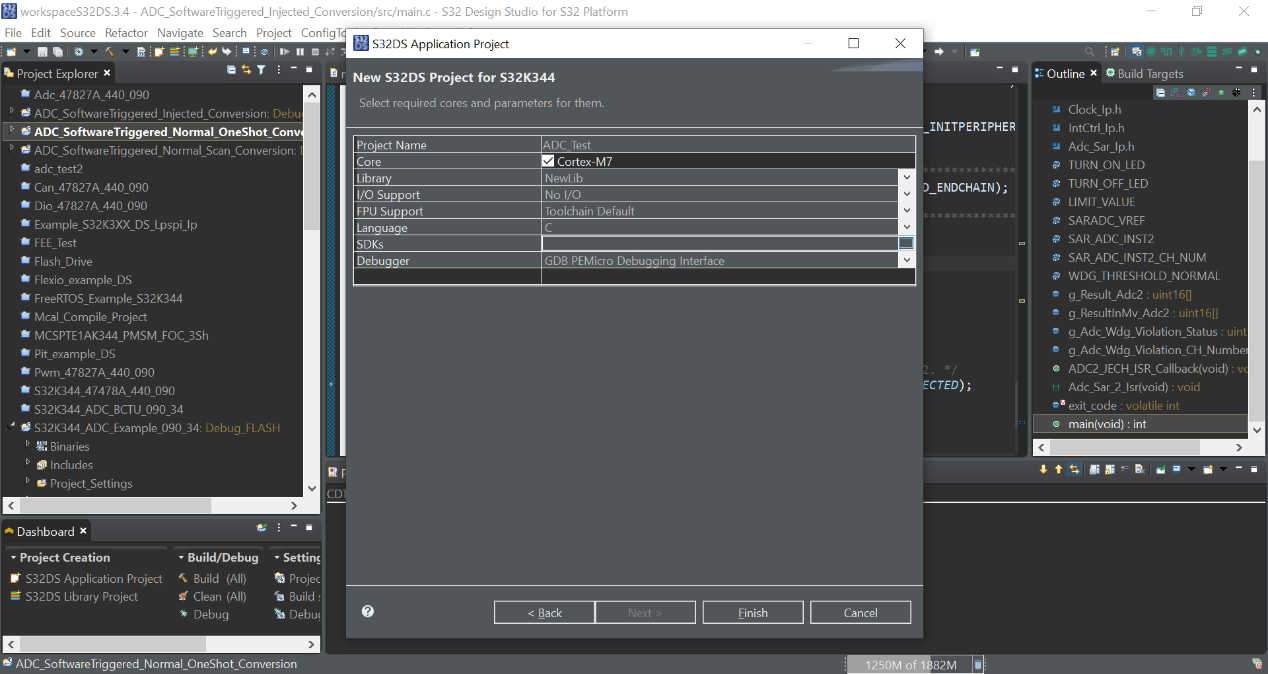 workspaceS32DS.3.4 - ADC_SoftwareTriggered_Injected_Conversion/src/main.c - S32 Design Studio for S32 Platform
File Edit Source Refactor Navigate Search Project ConfigTo
Project Explorer
Adc_47827A_440_090
ADC_SoftwareTriggered_Injected_Conversion: Debu
ADC_SoftwareTriggered_Normal_OneShot_Conve
ADC_SoftwareTriggered_Normal_Scan_Conversion:
adc_test2
Can_47827A_440_090
Dio_47827A_440_090
Example_S32K3XX_DS_Lpspi_Ip
FEE_Test
Flash_Drive
Flexio_example_DS
FreeRTOS_Example_S32K344
Mcal_Compile_Project
MCSPTE1AK344_PMSM_FOC_3Sh
Pit_example_DS
Pwm_47827A_440_090
S32K344_47478A_440_090
S32K344_ADC_BCTU_090_34
S32K344_ADC_Example_090_34: Debug_FLASH
Binaries
Includes
Project_Settings
Dashboard
Project Creation
S32DS Application Project
S32DS Library Project
Build/Debug
Build (All)
Clean (All)
Debug
Setting
Projec
Build s
Debu
S32DS Application Project
New S32DS Project for S32K344
Select required cores and parameters for them.
Project Name ADC_Test
Core Cortex-M7
Library NewLib
I/O Support No I/O
FPU Support Toolchain Default
Language C
SDKs
Debugger GDB PEMicro Debugging Interface
< Back
Next >
Finish
Cancel
_INITPERIPHER
*************
D_ENDCHAIN);
*************
2. */
ECTED);
CDT
Outline
Build Targets
Clock_Ip.h
IntCtrl_Ip.h
Adc_Sar_Ip.h
TURN_ON_LED
TURN_OFF_LED
LIMIT_VALUE
SARADC_VREF
SAR_ADC_INST2
SAR_ADC_INST2_CH_NUM
WDG_THRESHOLD_NORMAL
g_Result_Adc2 : uint16[]
g_ResultInMv_Adc2 : uint16[]
g_Adc_Wdg_Violation_Status : uint
g_Adc_Wdg_Violation_CH_Number
ADC2_JECH_ISR_Callback(void) : vo
Adc_Sar_2_Isr(void) : void
exit_code : volatile int
main(void) : int
ADC_SoftwareTriggered_Normal_OneShot_Conversion
1250M of 1882M